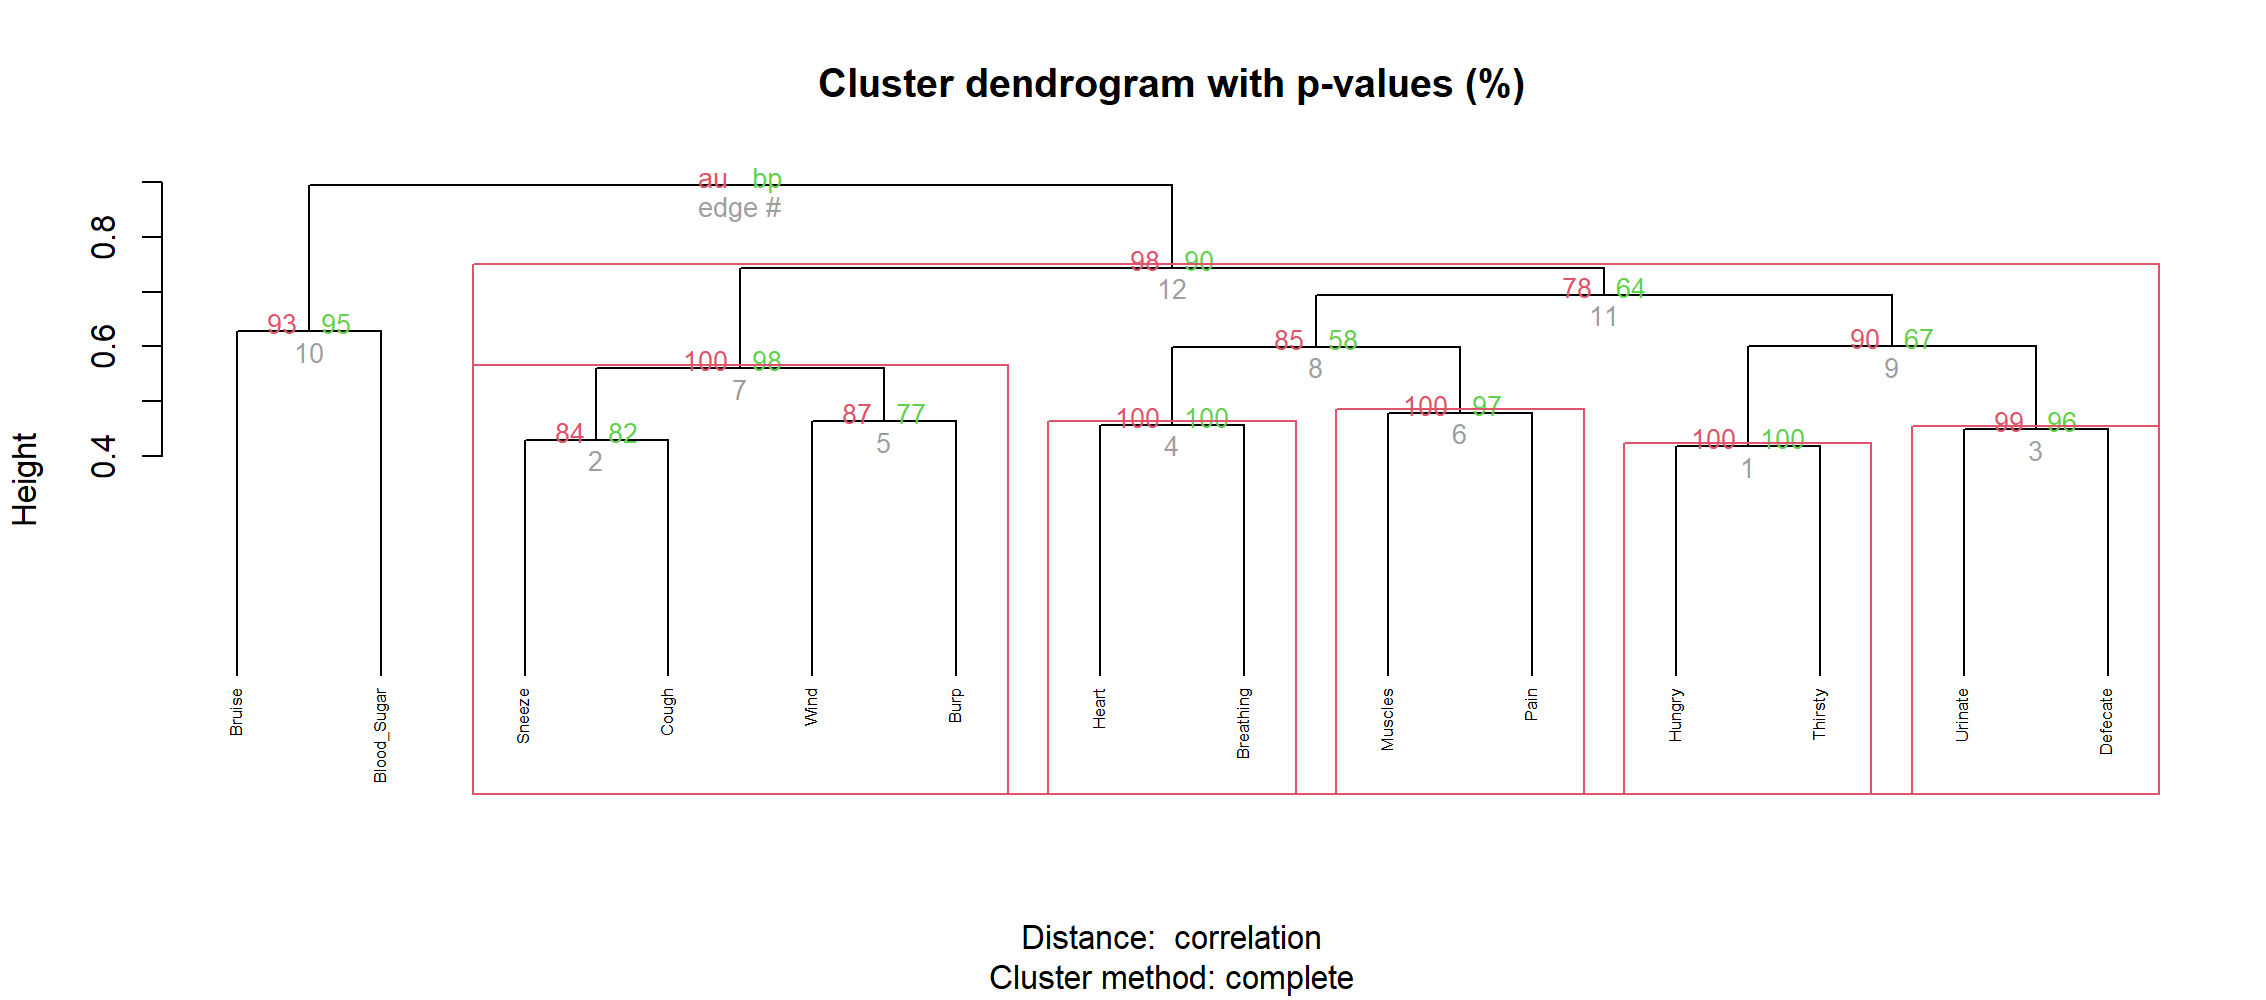 Cluster dendrogram with p-values (%)
au bp
edge #
0.8
98 90
12
78 64
11
93 95
10
0.6
85 58
8
90 67
9
100 98
7
87 77
5
84 82
2
100 100
4
100 97
6
100 100
1
99 96
3
0.4
Height
Bruise
Blood_Sugar
Sneeze
Cough
Wind
Burp
Heart
Breathing
Muscles
Pain
Hungry
Thirsty
Urinate
Defecate
Distance: correlation
Cluster method: complete